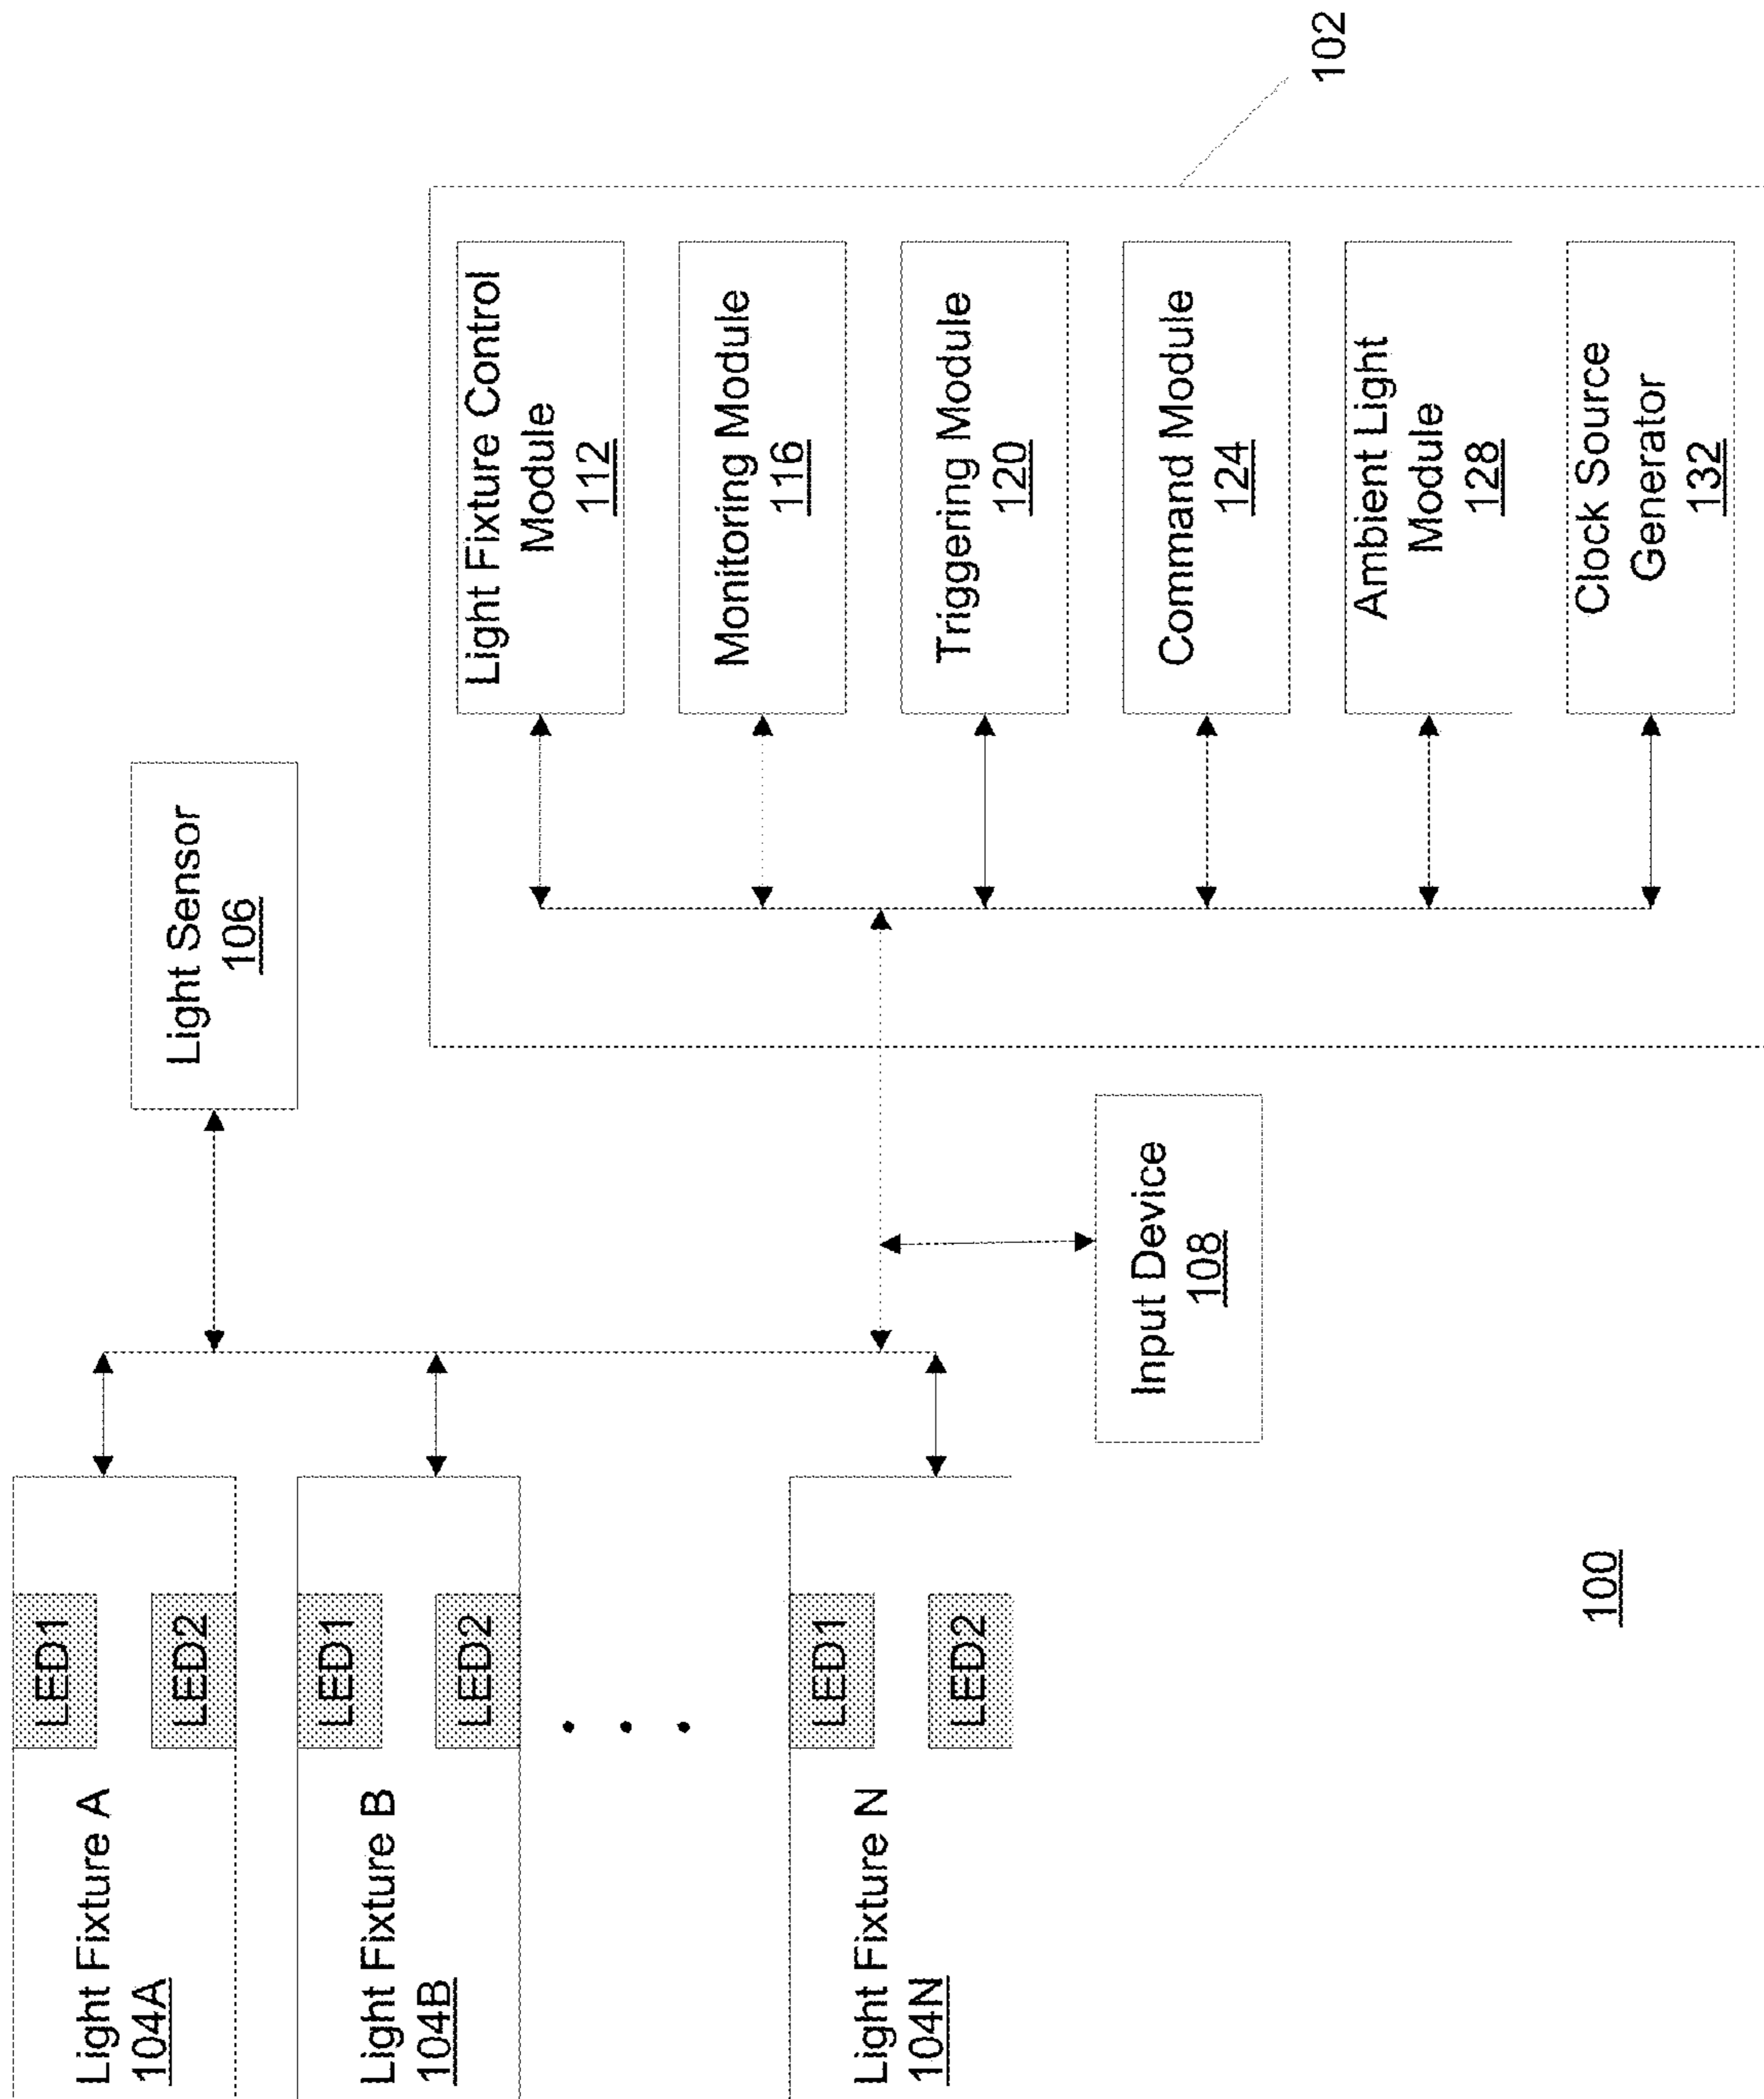 Light Fixture A
104A
LED1
LED2
Light Fixture B
104B
LED1
LED2
Light Fixture N
104N
LED1
LED2
Light Sensor
106
Input Device
108
Light Fixture Control
Module
112
Monitoring Module
116
Triggering Module
120
Command Module
124
Ambient Light
Module
128
Clock Source
Generator
132
102
100